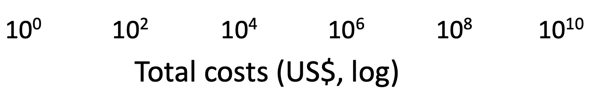 10⁰ 10² 10⁴ 10⁶ 10⁸ 10¹⁰
Total costs (US$, log)